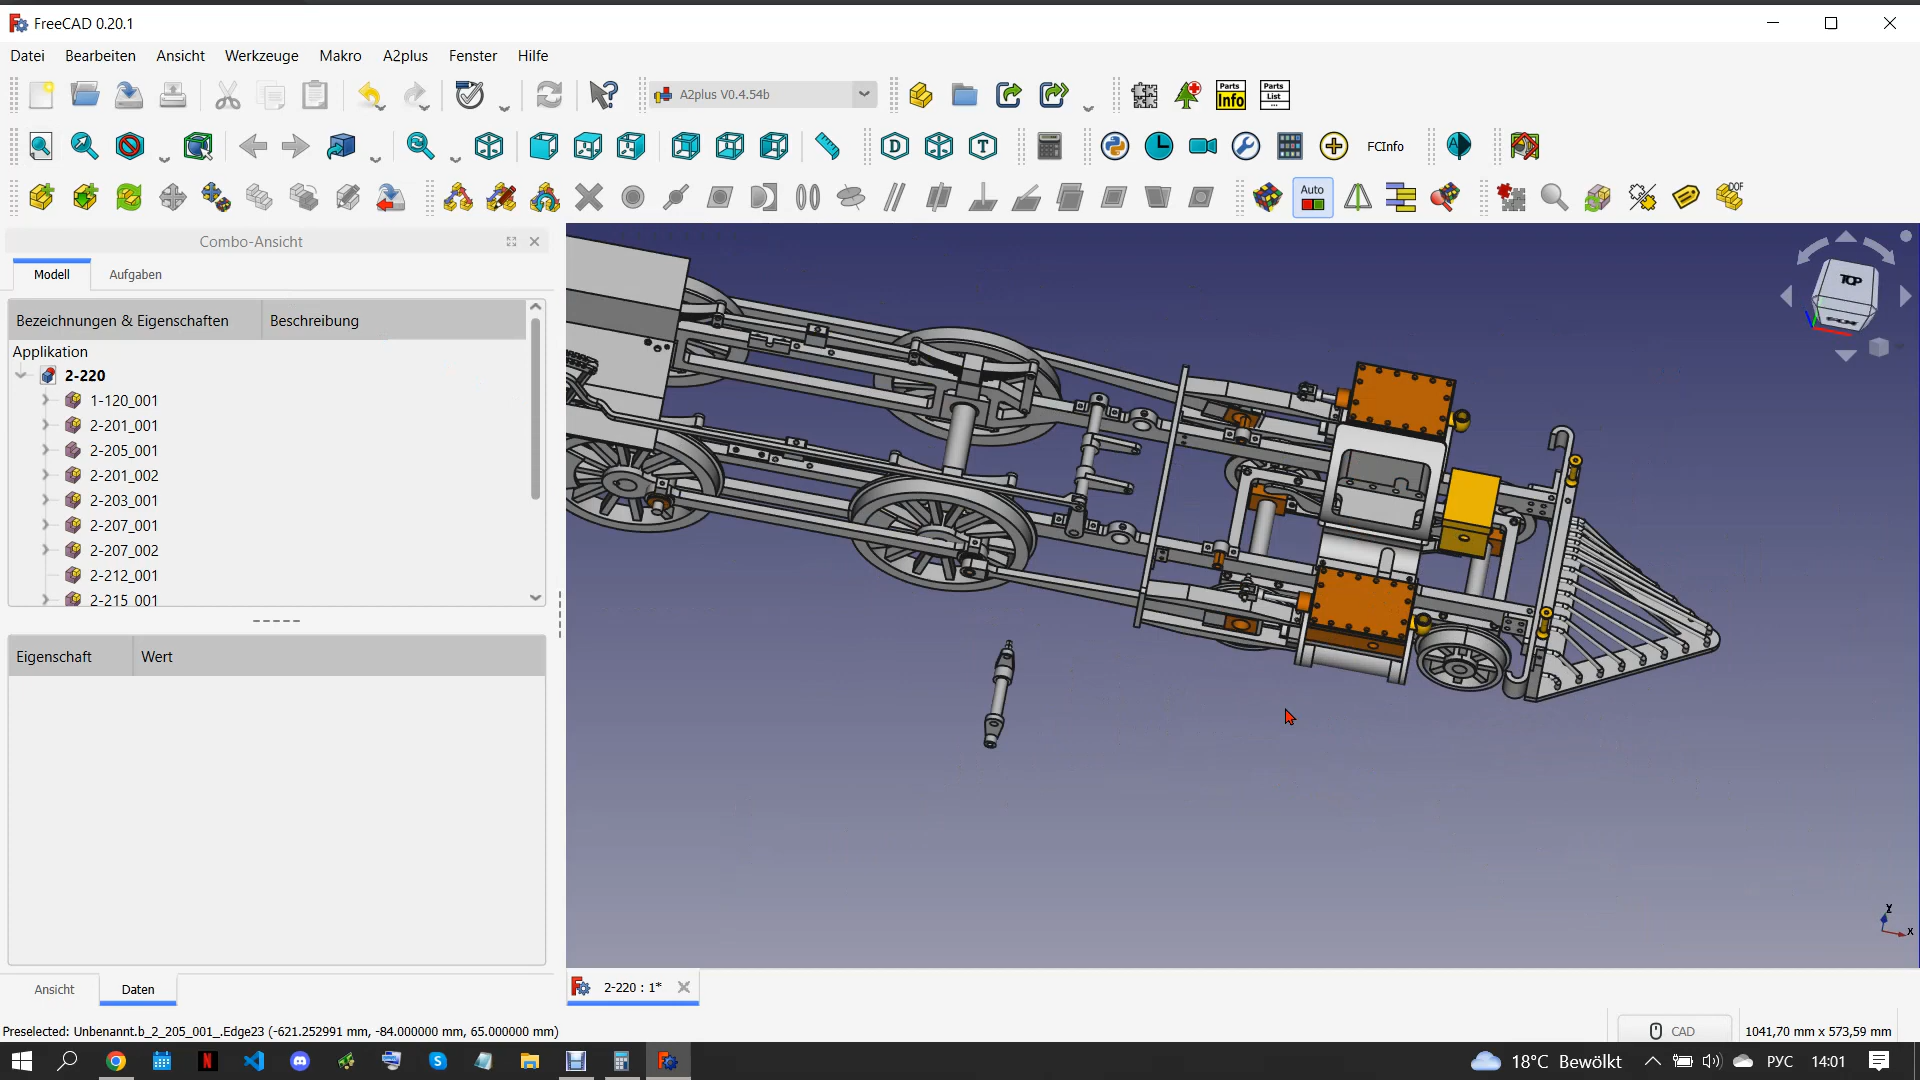 FreeCAD 0.20.1
Datei Bearbeiten Ansicht Werkzeuge Makro A2plus Fenster Hilfe
A2plus V0.4.54b
Parts Info
Parts List
D T
FCInfo
Auto
DOF
Combo-Ansicht
Modell Aufgaben
Bezeichnungen & Eigenschaften Beschreibung
Applikation
2-220
1-120_001
2-201_001
2-205_001
2-201_002
2-203_001
2-207_001
2-207_002
2-212_001
2-215_001
Eigenschaft Wert
TOP
Y
X
Ansicht Daten
2-220 : 1*
Preselected: Unbenannt.b_2_205_001_.Edge23 (-621.252991 mm, -84.000000 mm, 65.000000 mm)
CAD
1041,70 mm x 573,59 mm
18°C Bewölkt
РУС
14:01